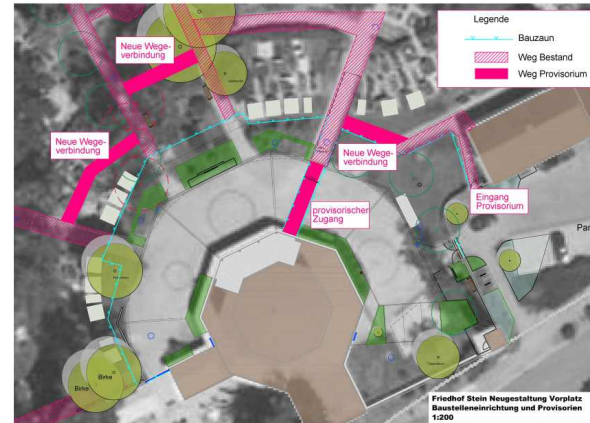 Legende
Bauzaun
Weg Bestand
Weg Provisorium
Neue Wege-
verbindung
Neue Wege-
verbindung
Neue Wege-
verbindung
Eingang
Provisorium
provisorischer
Zugang
Par
Birke
Birke
Friedhof Stein Neugestaltung Vorplatz
Baustelleneinrichtung und Provisorien
1:200